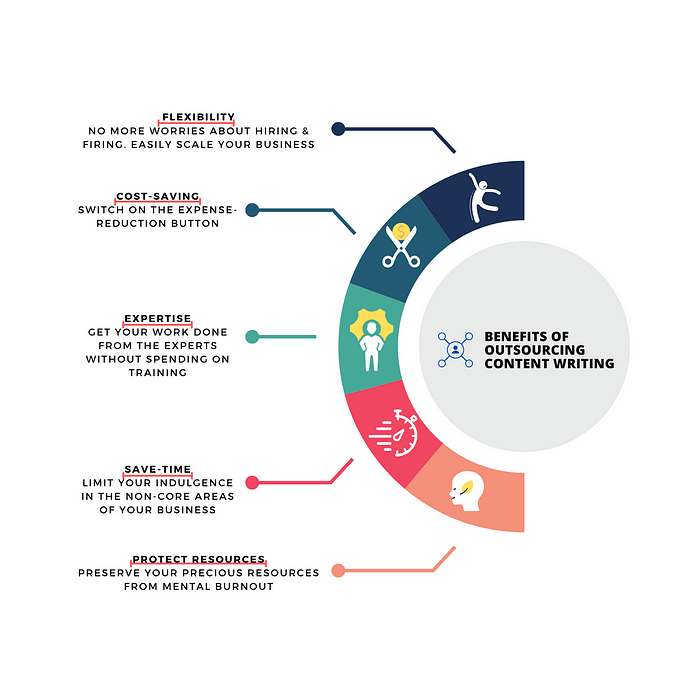 FLEXIBILITY
NO MORE WORRIES ABOUT HIRING &
FIRING. EASILY SCALE YOUR BUSINESS
COST-SAVING
SWITCH ON THE EXPENSE-
REDUCTION BUTTON
$
EXPERTISE
GET YOUR WORK DONE
FROM THE EXPERTS
WITHOUT SPENDING ON
TRAINING
BENEFITS OF
OUTSOURCING
CONTENT WRITING
SAVE-TIME
LIMIT YOUR INDULGENCE
IN THE NON-CORE AREAS
OF YOUR BUSINESS
PROTECT RESOURCES
PRESERVE YOUR PRECIOUS RESOURCES
FROM MENTAL BURNOUT